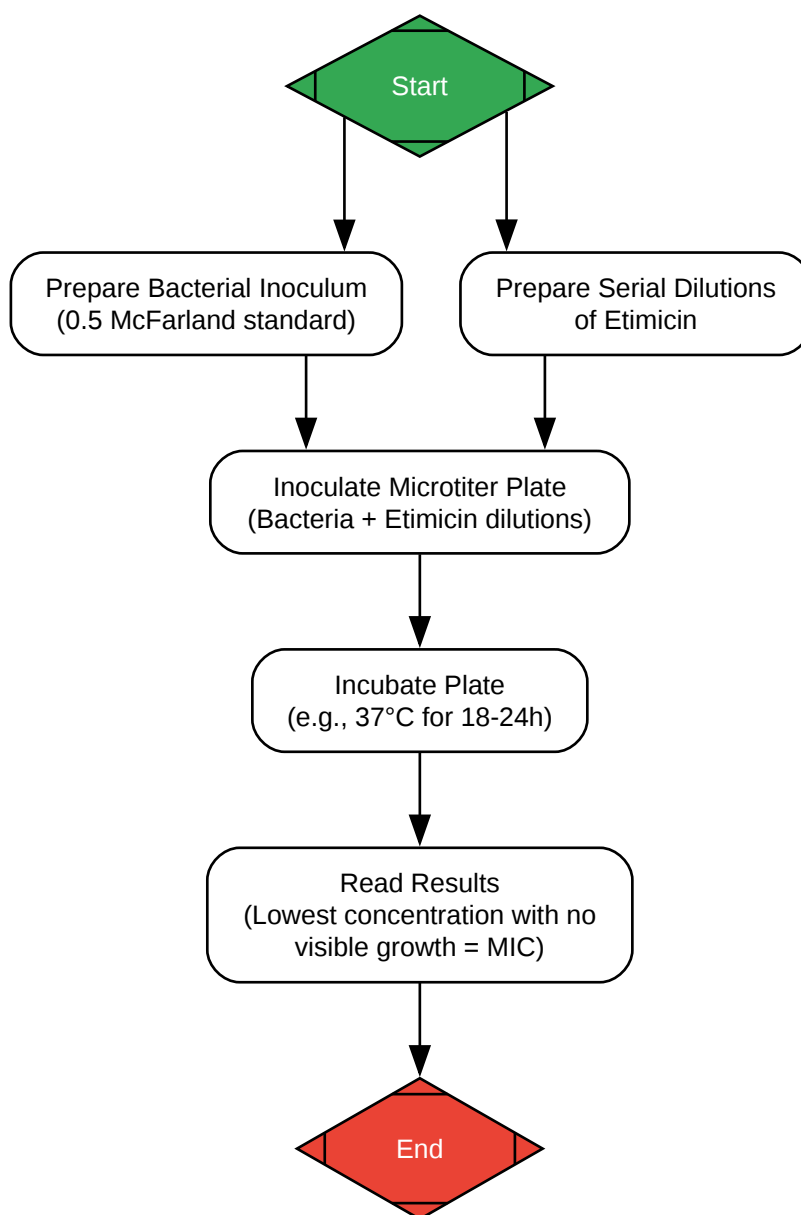 Start
Prepare Bacterial Inoculum
(0.5 McFarland standard)
Prepare Serial Dilutions
of Etimicin
Inoculate Microtiter Plate
(Bacteria + Etimicin dilutions)
Incubate Plate
(e.g., 37°C for 18-24h)
Read Results
(Lowest concentration with no
visible growth = MIC)
End